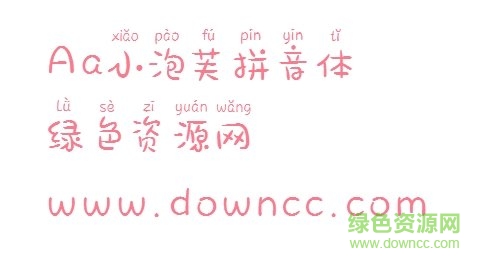 xiǎo pào fú pīn yīn tǐ
Aa小泡芙拼音体
lǜ sè zī yuán wǎng
绿色资源网
www.downcc.com
绿色资源网
www.downcc.com